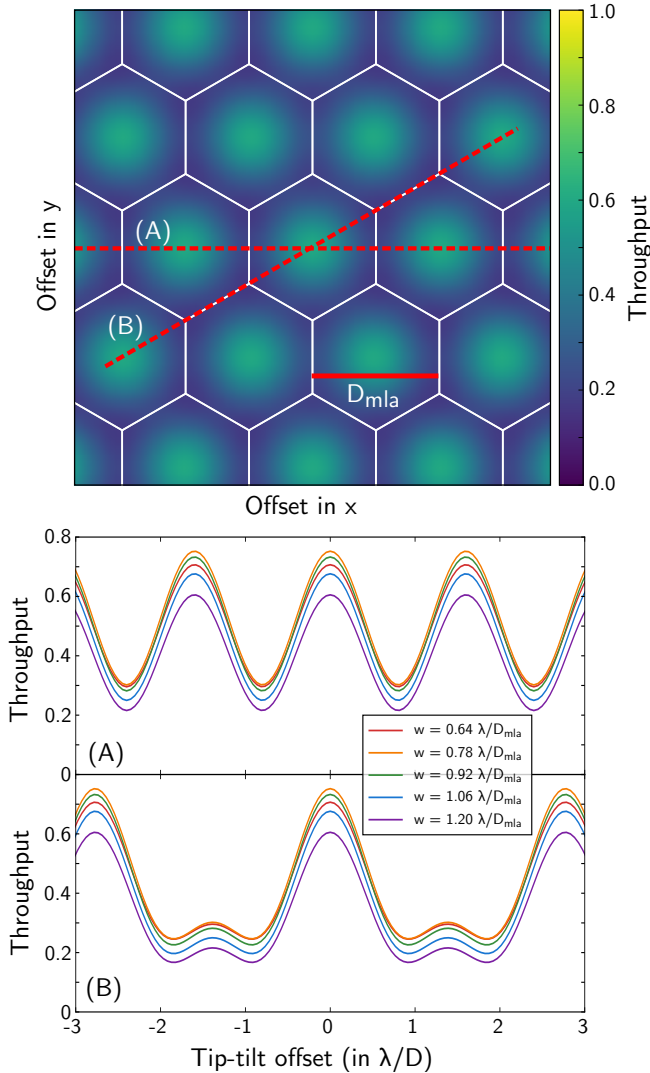 1.0
0.8
0.6
0.4
0.2
0.0
Throughput
Offset in y
(A)
(B)
D_mla
Offset in x
0.8
0.6
0.4
0.2
0
Throughput
(A)
w = 0.64 λ/D_mla
w = 0.78 λ/D_mla
w = 0.92 λ/D_mla
w = 1.06 λ/D_mla
w = 1.20 λ/D_mla
0.6
0.4
0.2
0
Throughput
(B)
-3 -2 -1 0 1 2 3
Tip-tilt offset (in λ/D)